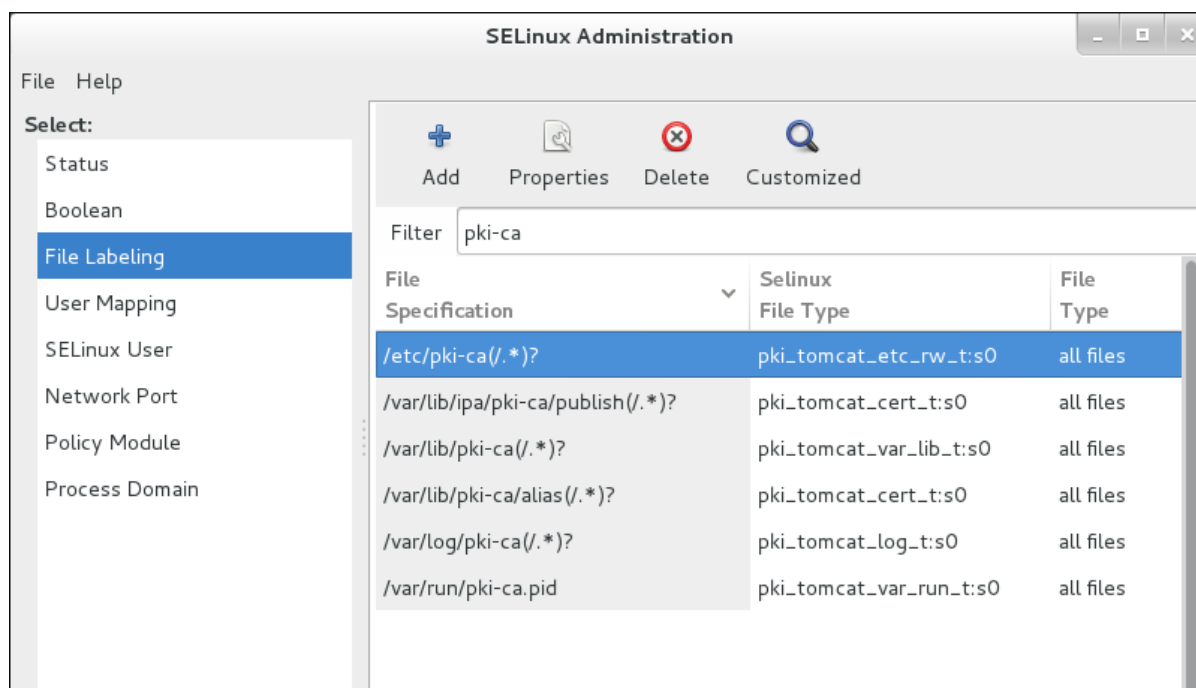 SELinux Administration
File Help
Select:
Status
Boolean
File Labeling
User Mapping
SELinux User
Network Port
Policy Module
Process Domain
Add Properties Delete Customized
Filter pki-ca
File Specification Selinux File Type File Type
/etc/pki-ca(/.*)? pki_tomcat_etc_rw_t:s0 all files
/var/lib/ipa/pki-ca/publish(/.*)? pki_tomcat_cert_t:s0 all files
/var/lib/pki-ca(/.*)? pki_tomcat_var_lib_t:s0 all files
/var/lib/pki-ca/alias(/.*)? pki_tomcat_cert_t:s0 all files
/var/log/pki-ca(/.*)? pki_tomcat_log_t:s0 all files
/var/run/pki-ca.pid pki_tomcat_var_run_t:s0 all files